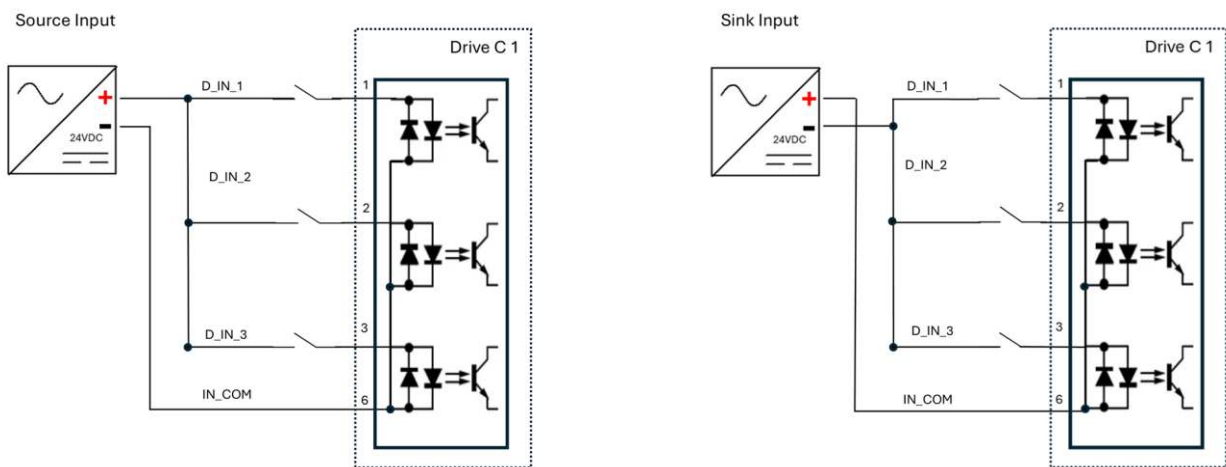 Source Input
Drive C 1
D_IN_1
1
+
-
24VDC
D_IN_2
2
D_IN_3
3
IN_COM
6
Sink Input
Drive C 1
D_IN_1
1
+
-
24VDC
D_IN_2
2
D_IN_3
3
IN_COM
6